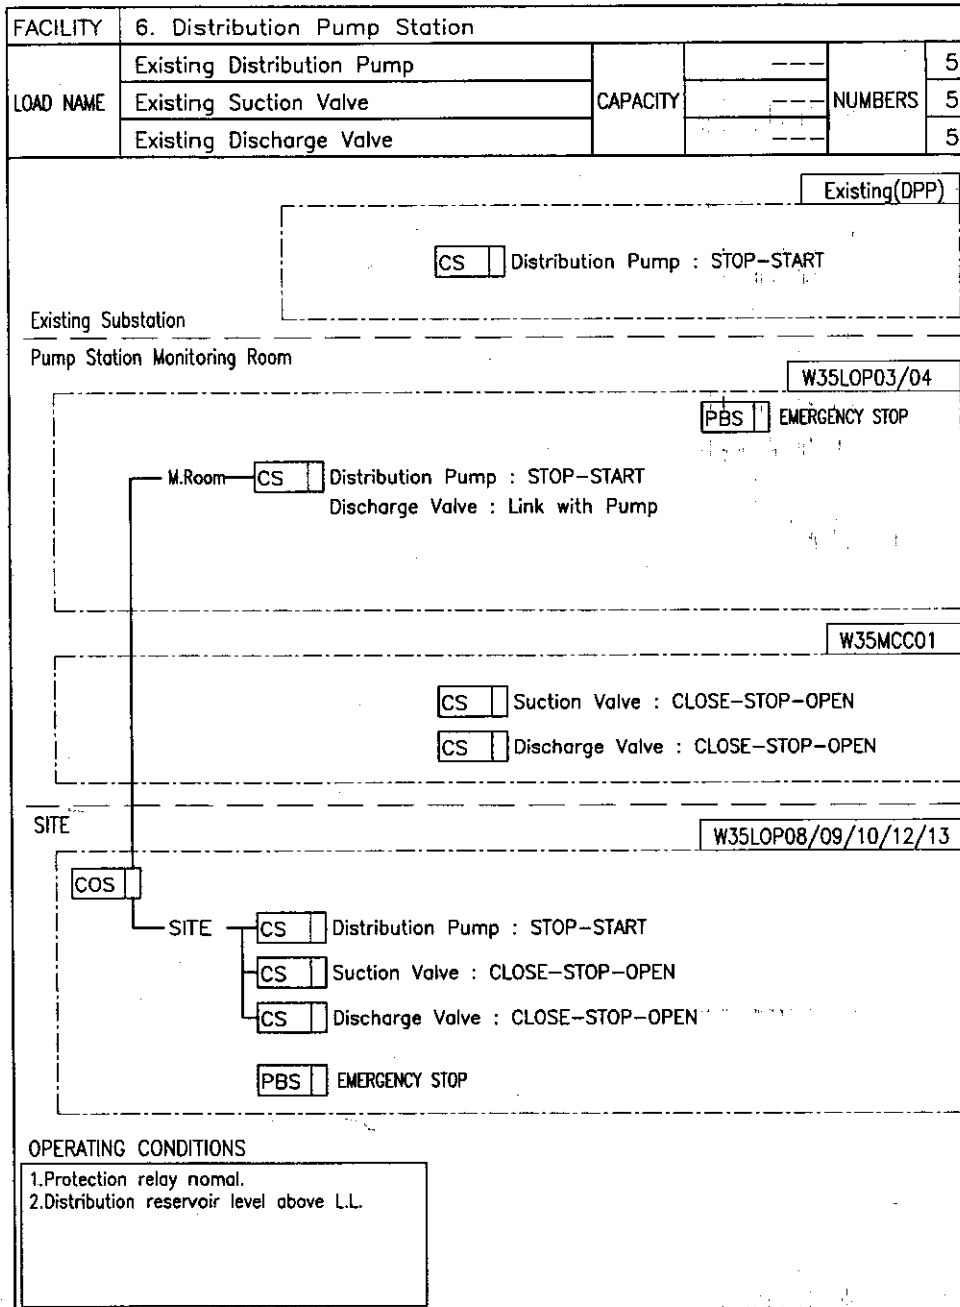 FACILITY 6. Distribution Pump Station
Existing Distribution Pump --- 5
LOAD NAME Existing Suction Valve CAPACITY --- NUMBERS 5
Existing Discharge Valve --- 5
Existing(DPP)
CS Distribution Pump : STOP-START
Existing Substation
Pump Station Monitoring Room
W35LOP03/04
PBS EMERGENCY STOP
M.Room CS Distribution Pump : STOP-START
Discharge Valve : Link with Pump
W35MCC01
CS Suction Valve : CLOSE-STOP-OPEN
CS Discharge Valve : CLOSE-STOP-OPEN
SITE
W35LOP08/09/10/12/13
COS
SITE CS Distribution Pump : STOP-START
CS Suction Valve : CLOSE-STOP-OPEN
CS Discharge Valve : CLOSE-STOP-OPEN
PBS EMERGENCY STOP
OPERATING CONDITIONS
1.Protection relay nomal.
2.Distribution reservoir level above L.L.